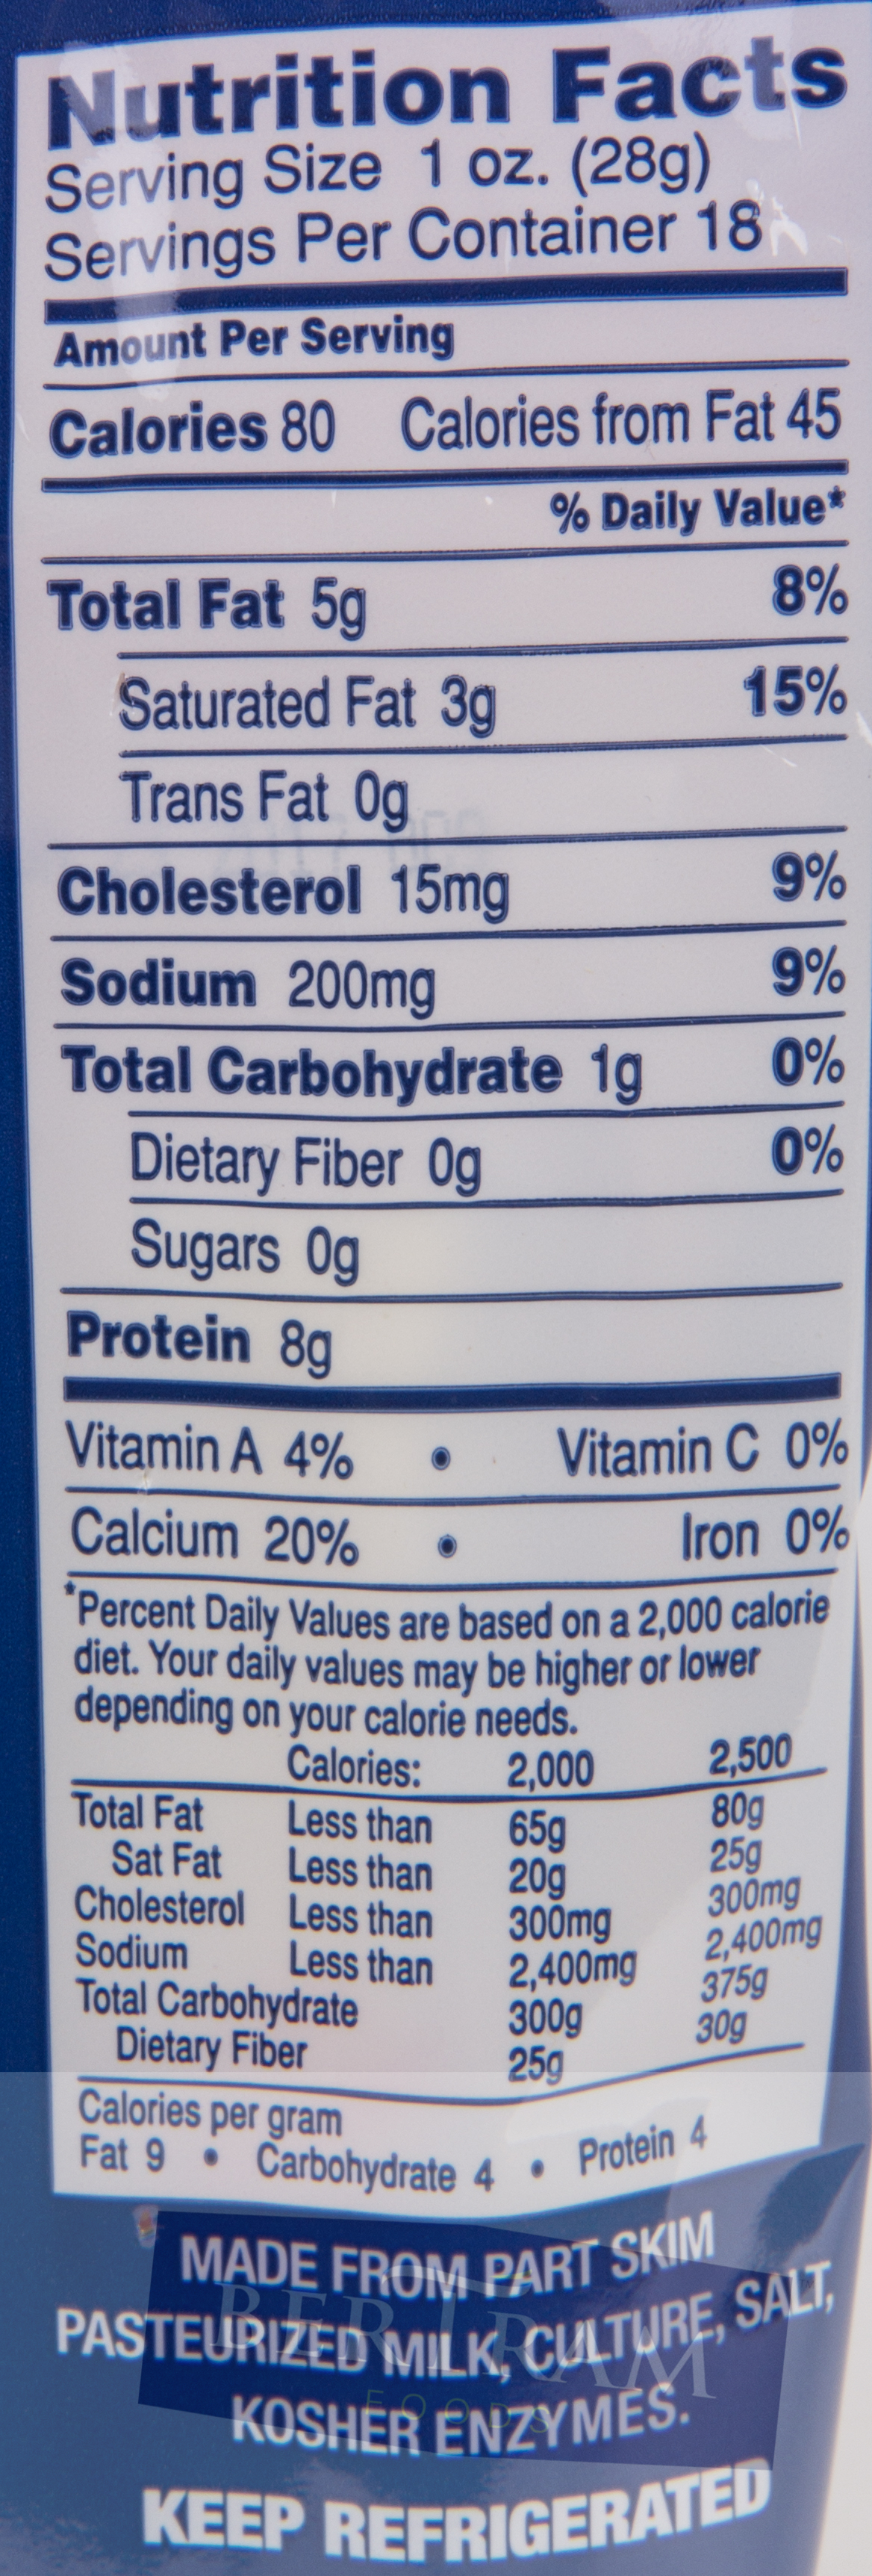 Nutrition Facts
Serving Size 1 oz. (28g)
Servings Per Container 18
Amount Per Serving
Calories 80 Calories from Fat 45
% Daily Value*
Total Fat 5g 8%
Saturated Fat 3g 15%
Trans Fat 0g
Cholesterol 15mg 9%
Sodium 200mg 9%
Total Carbohydrate 1g 0%
Dietary Fiber 0g 0%
Sugars 0g
Protein 8g
Vitamin A 4% • Vitamin C 0%
Calcium 20% • Iron 0%
*Percent Daily Values are based on a 2,000 calorie
diet. Your daily values may be higher or lower
depending on your calorie needs.
Calories: 2,000 2,500
Total Fat Less than 65g 80g
Sat Fat Less than 20g 25g
Cholesterol Less than 300mg 300mg
Sodium Less than 2,400mg 2,400mg
Total Carbohydrate 300g 375g
Dietary Fiber 25g 30g
Calories per gram
Fat 9 • Carbohydrate 4 • Protein 4
MADE FROM PART SKIM
PASTEURIZED MILK, CULTURE, SALT,
KOSHER ENZYMES.
KEEP REFRIGERATED
BERTRAM
FOODS